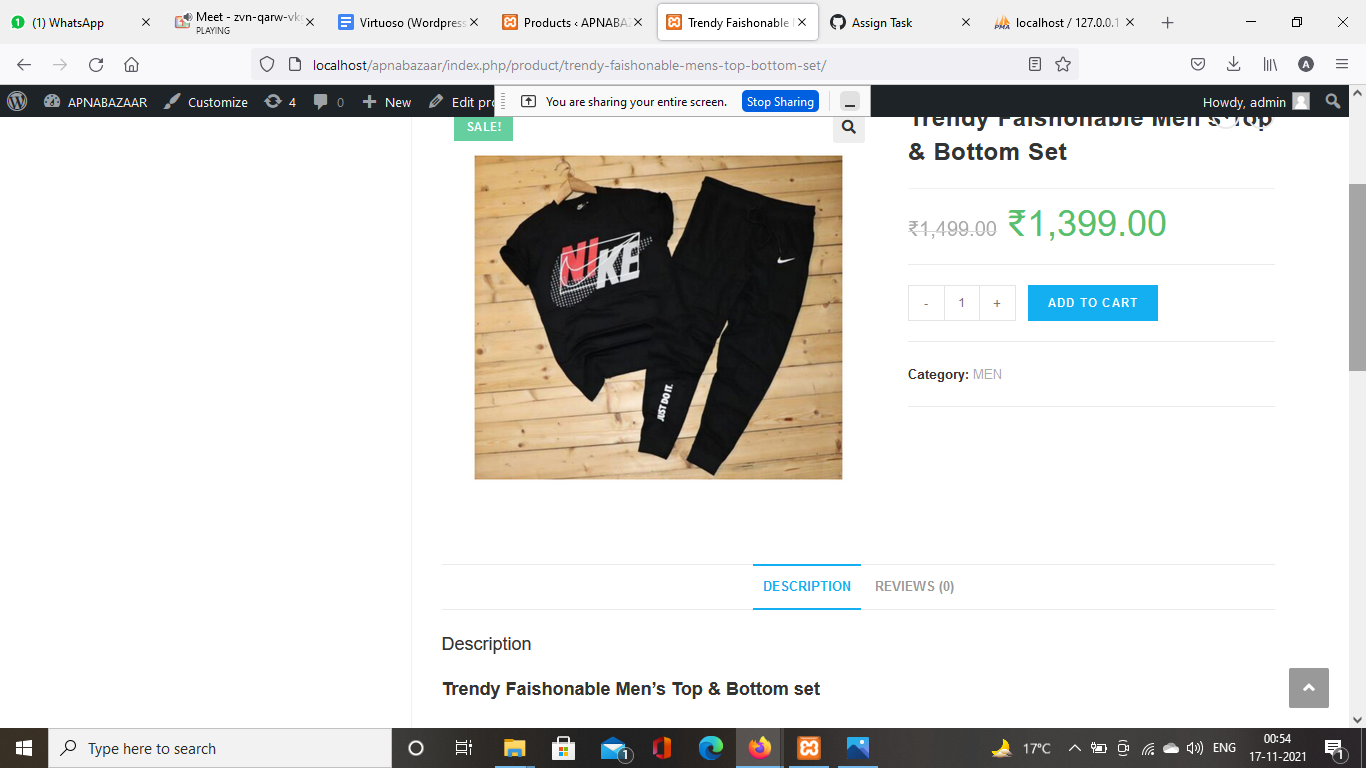 (1) WhatsApp
Meet - zvn-qarw-vk
PLAYING
Virtuoso (Wordpress
Products ‹ APNABAZ
Trendy Faishonable
Assign Task
localhost / 127.0.0.1
localhost/apnabazaar/index.php/product/trendy-faishonable-mens-top-bottom-set/
A
APNABAZAAR
Customize
4
0
New
Edit pr
You are sharing your entire screen.
Stop Sharing
Howdy, admin
SALE!
Trendy Faishonable Men's Top
& Bottom Set
₹1,499.00 ₹1,399.00
- 1 +
ADD TO CART
Category: MEN
NIKE
JUST DO IT.
DESCRIPTION
REVIEWS (0)
Description
Trendy Faishonable Men’s Top & Bottom set
Type here to search
1
17°C
ENG
00:54
17-11-2021
1